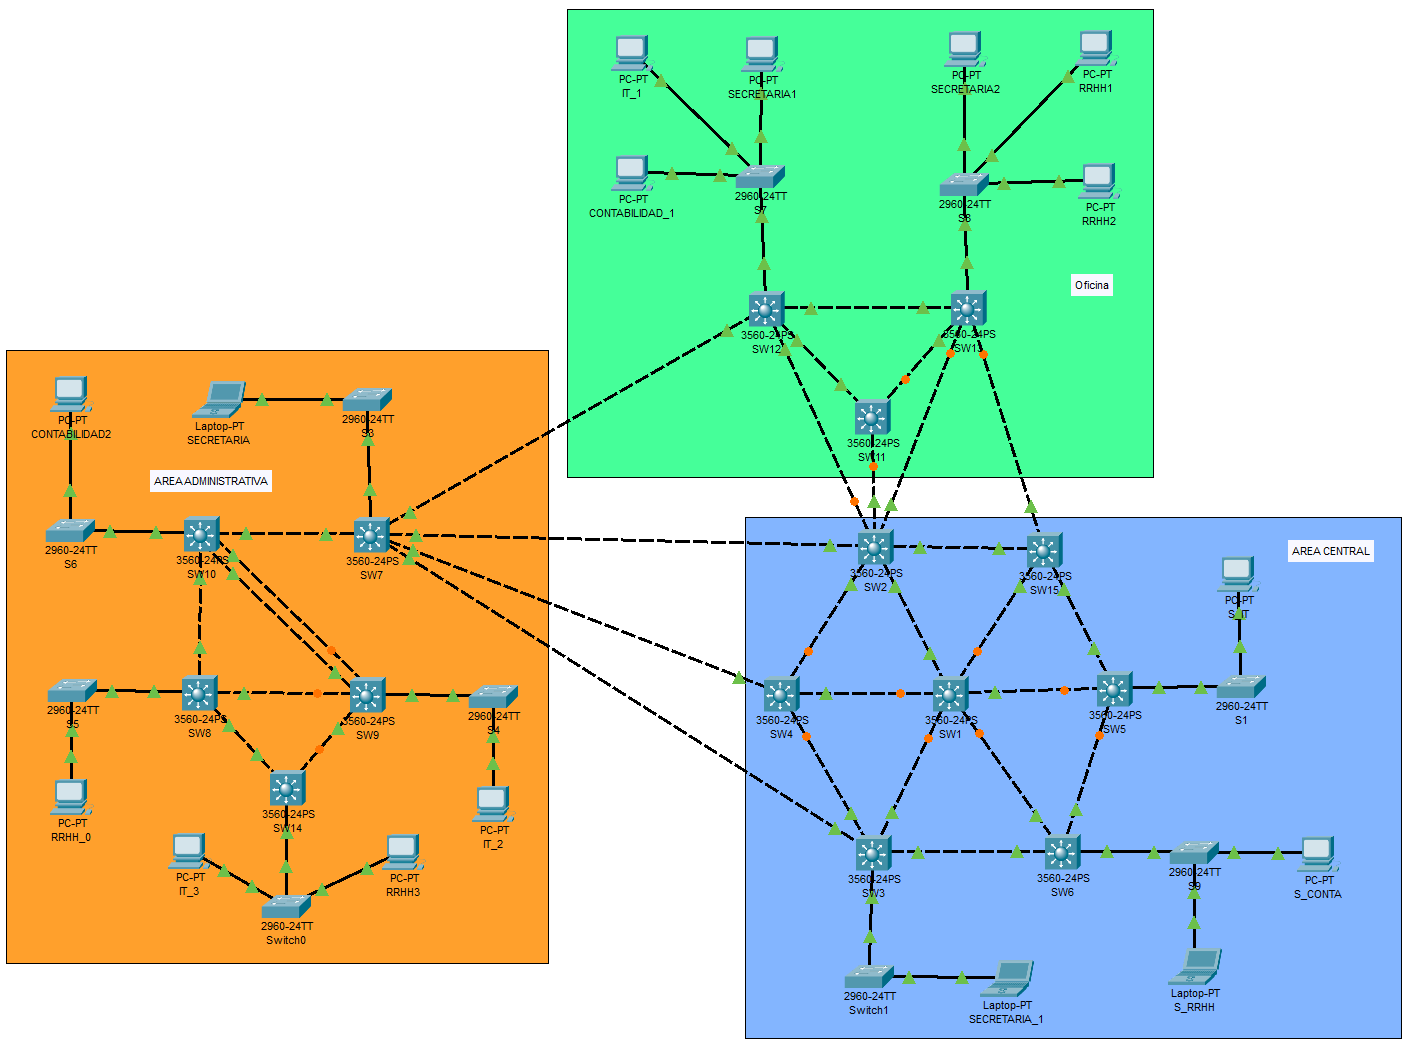 PC-PT
IT_1
PC-PT
SECRETARIA1
PC-PT
SECRETARIA2
PC-PT
RRHH1
PC-PT
CONTABILIDAD_1
2960-24TT
S7
2960-24TT
S8
PC-PT
RRHH2
Oficina
3560-24PS
SW12
3560-24PS
SW13
3560-24PS
SW11
PC-PT
CONTABILIDAD2
Laptop-PT
SECRETARIA
2960-24TT
S3
AREA ADMINISTRATIVA
2960-24TT
S6
3560-24PS
SW10
3560-24PS
SW7
2960-24TT
S5
3560-24PS
SW8
3560-24PS
SW9
2960-24TT
S4
PC-PT
RRHH_0
3560-24PS
SW14
PC-PT
IT_2
PC-PT
IT_3
PC-PT
RRHH3
2960-24TT
Switch0
AREA CENTRAL
3560-24PS
SW2
3560-24PS
SW15
PC-PT
S_IT
3560-24PS
SW4
3560-24PS
SW1
3560-24PS
SW5
2960-24TT
S1
3560-24PS
SW3
3560-24PS
SW6
2960-24TT
S9
PC-PT
S_CONTA
2960-24TT
Switch1
Laptop-PT
SECRETARIA_1
Laptop-PT
S_RRHH